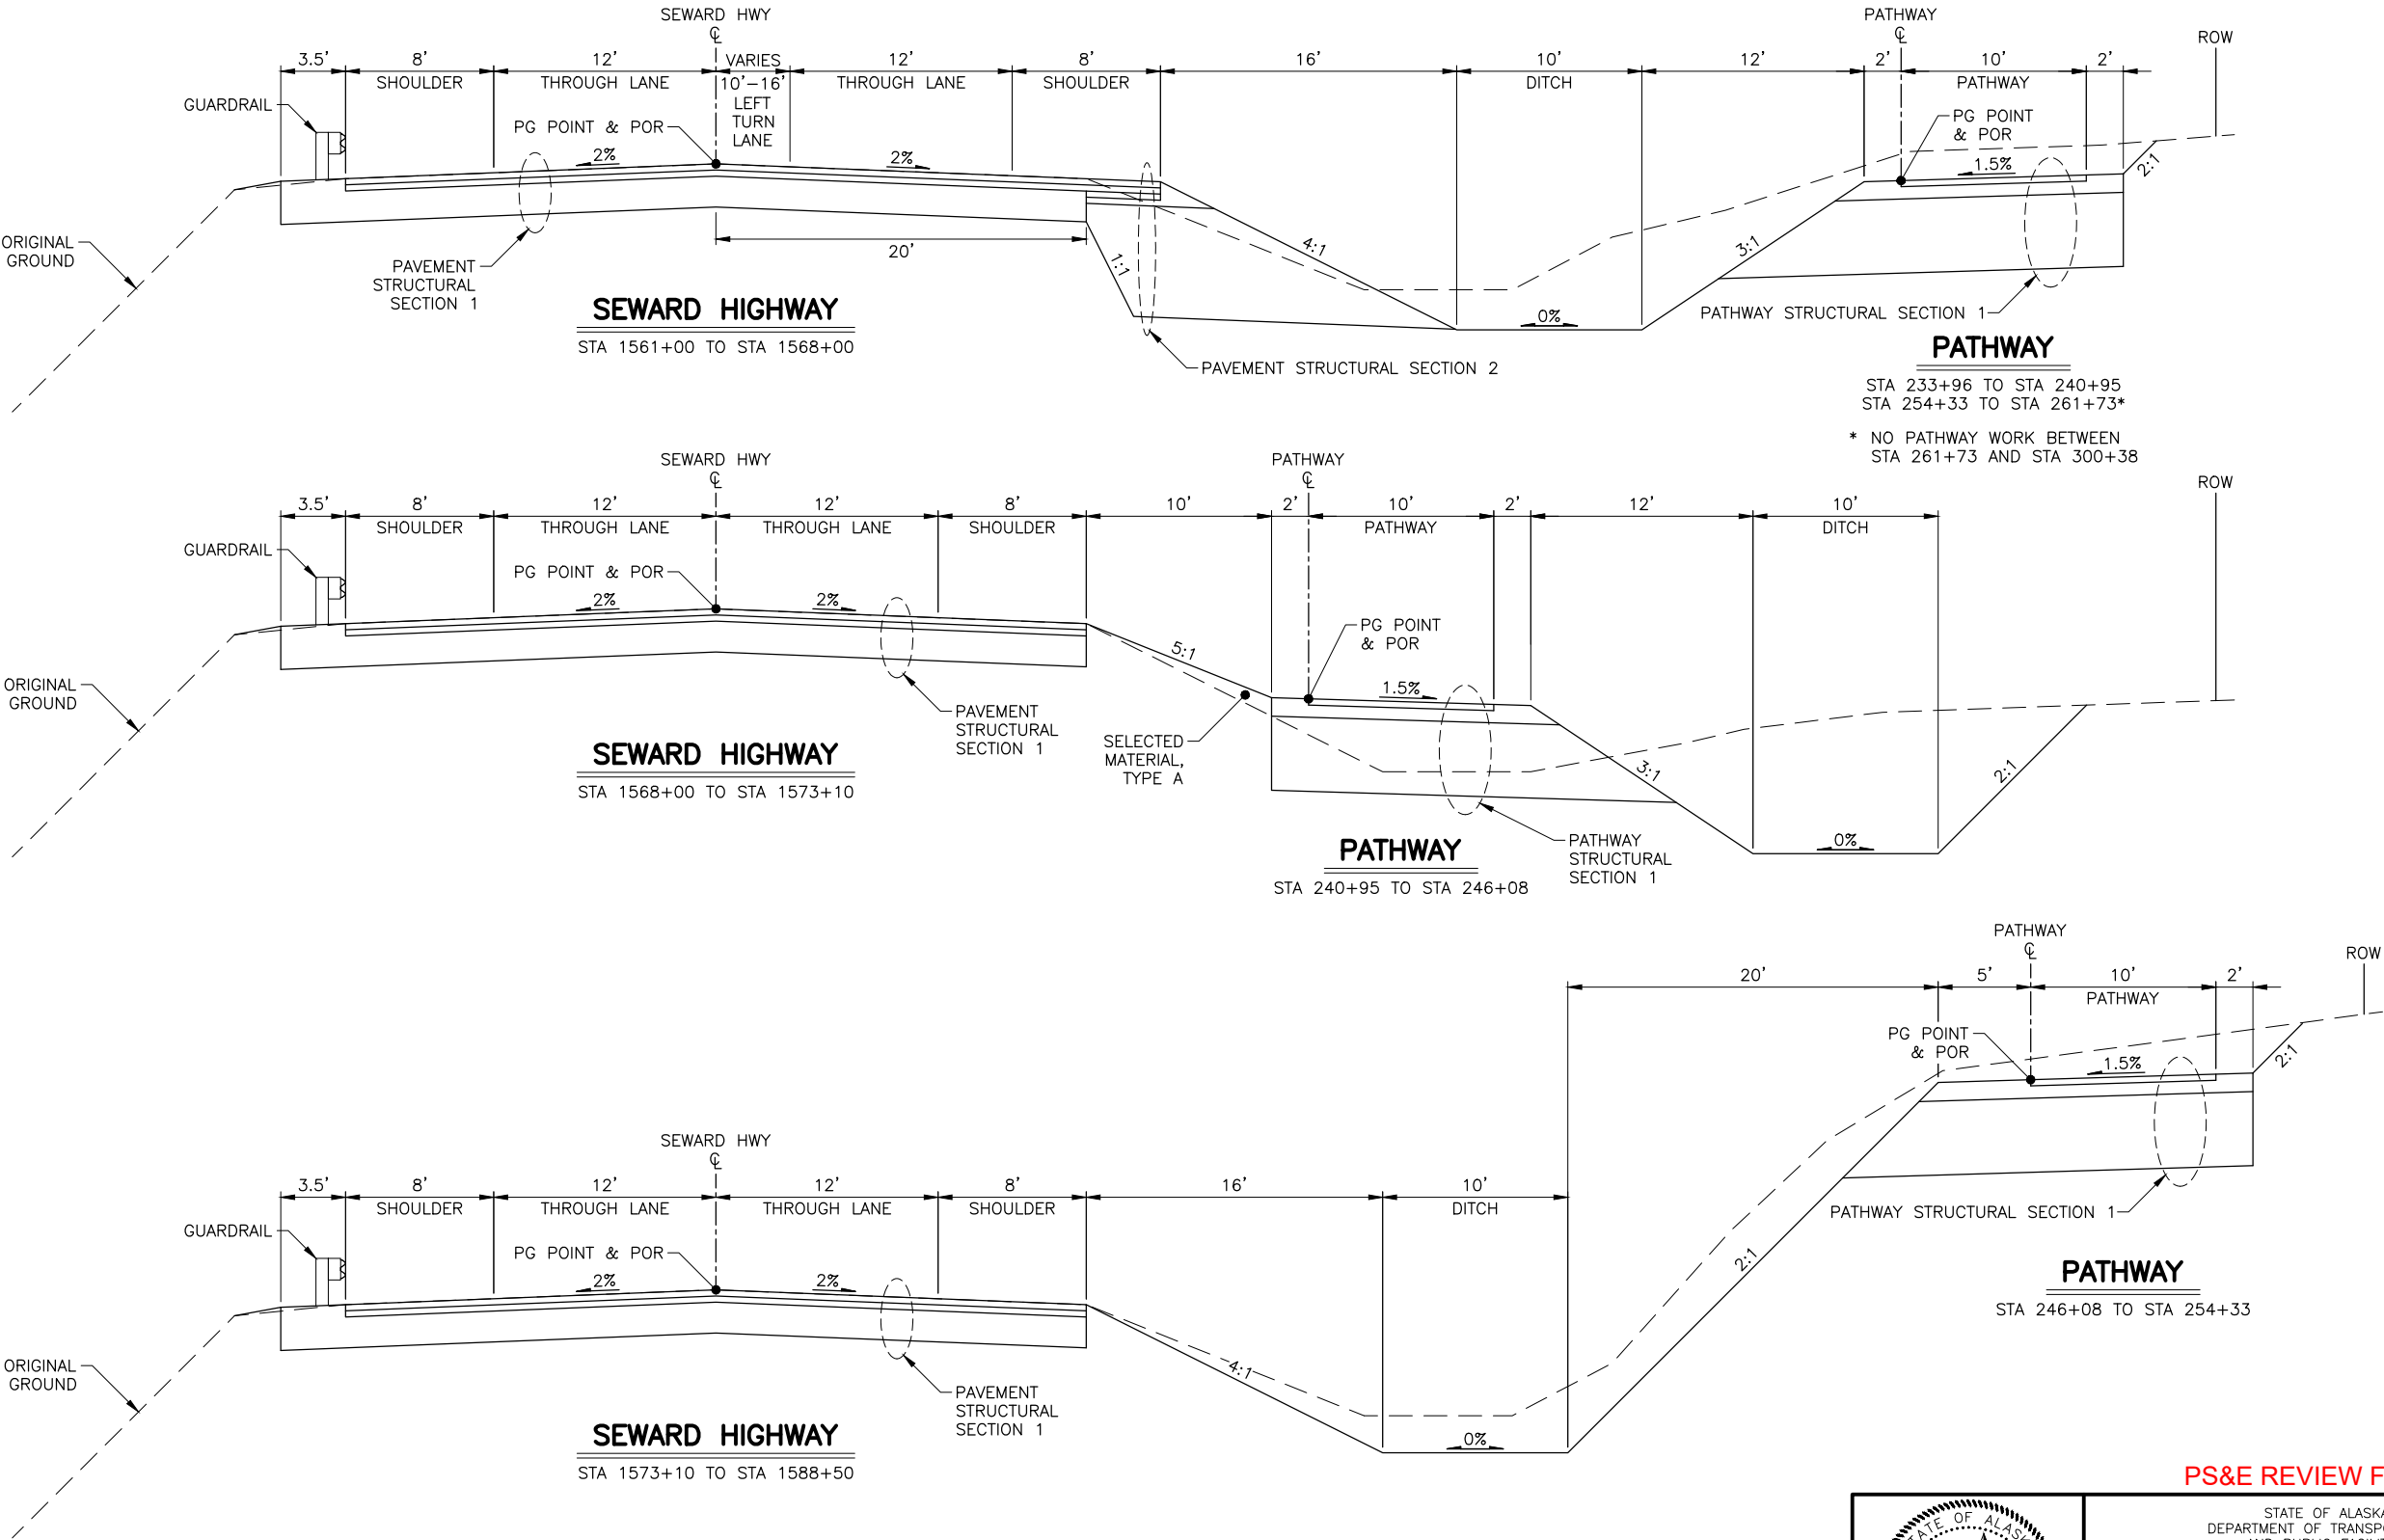 SEWARD HWY
℄
PATHWAY
℄
ROW
3.5'
8'
12'
VARIES
12'
8'
16'
10'
12'
2'
10'
2'
SHOULDER
THROUGH LANE
10'-16'
THROUGH LANE
SHOULDER
DITCH
PATHWAY
LEFT
TURN
LANE
GUARDRAIL
PG POINT & POR
PG POINT
& POR
2%
2%
1.5%
2:1
4:1
3:1
1:1
0%
20'
ORIGINAL
GROUND
PAVEMENT
STRUCTURAL
SECTION 1
SEWARD HIGHWAY
STA 1561+00 TO STA 1568+00
PAVEMENT STRUCTURAL SECTION 2
PATHWAY STRUCTURAL SECTION 1
PATHWAY
STA 233+96 TO STA 240+95
STA 254+33 TO STA 261+73*
* NO PATHWAY WORK BETWEEN
STA 261+73 AND STA 300+38
SEWARD HWY
℄
PATHWAY
℄
ROW
3.5'
8'
12'
12'
8'
10'
2'
10'
2'
12'
10'
SHOULDER
THROUGH LANE
THROUGH LANE
SHOULDER
PATHWAY
DITCH
GUARDRAIL
PG POINT & POR
2%
2%
PG POINT
& POR
5:1
1.5%
3:1
2:1
0%
ORIGINAL
GROUND
PAVEMENT
STRUCTURAL
SECTION 1
SELECTED
MATERIAL,
TYPE A
SEWARD HIGHWAY
STA 1568+00 TO STA 1573+10
PATHWAY
STA 240+95 TO STA 246+08
PATHWAY
STRUCTURAL
SECTION 1
PATHWAY
℄
ROW
20'
5'
10'
2'
PATHWAY
PG POINT
& POR
1.5%
2:1
SEWARD HWY
℄
3.5'
8'
12'
12'
8'
16'
10'
SHOULDER
THROUGH LANE
THROUGH LANE
SHOULDER
DITCH
GUARDRAIL
PG POINT & POR
2%
2%
4:1
2:1
0%
PATHWAY STRUCTURAL SECTION 1
PATHWAY
STA 246+08 TO STA 254+33
ORIGINAL
GROUND
PAVEMENT
STRUCTURAL
SECTION 1
SEWARD HIGHWAY
STA 1573+10 TO STA 1588+50
PS&E REVIEW F
STATE OF ALASKA
DEPARTMENT OF TRANSPO
STATE OF ALASK